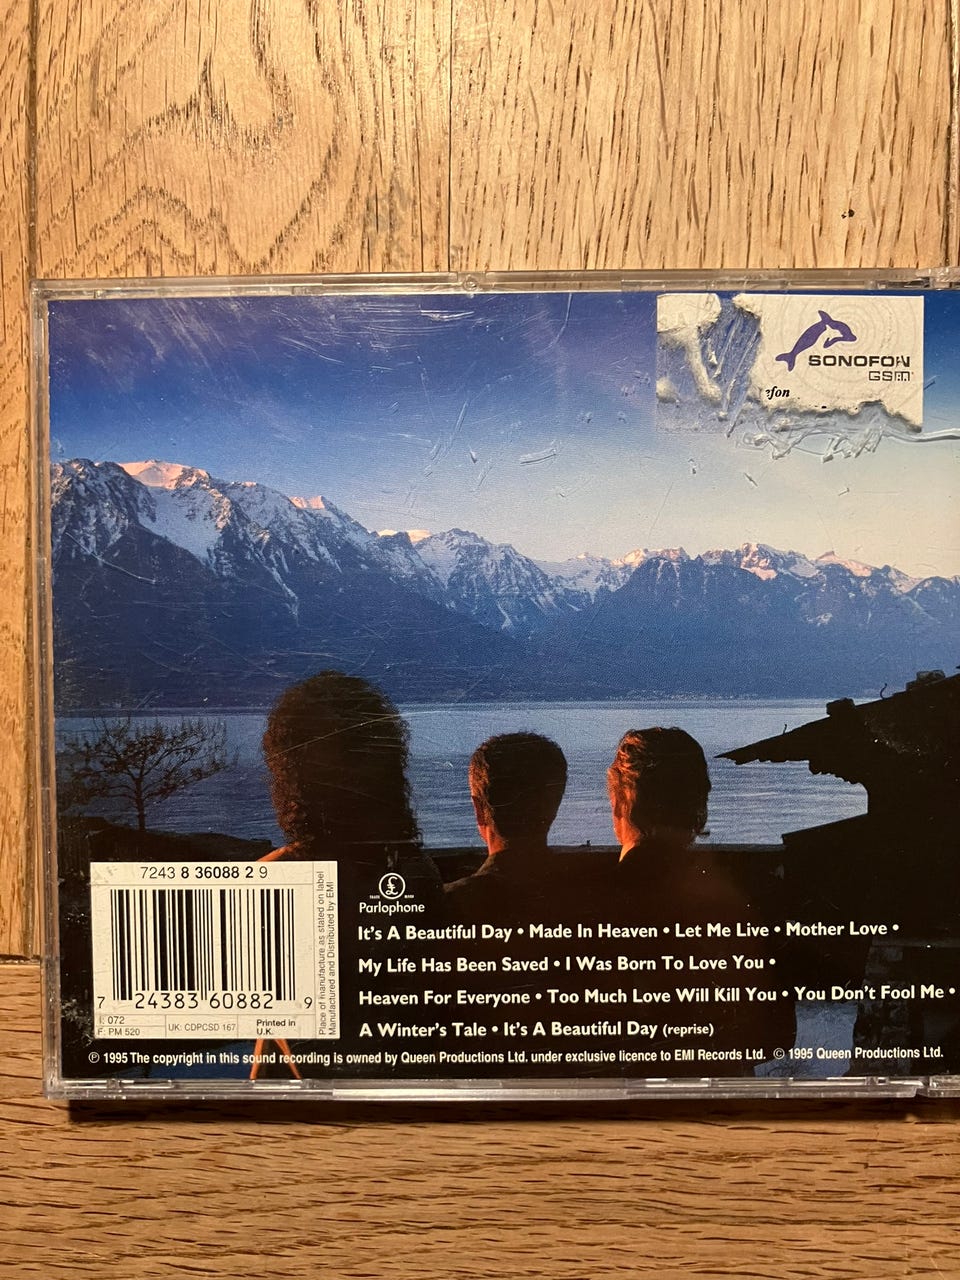 SONOFON
GSM
efon
7243 8 36088 2 9
7 24383 60882 9
I: 072
F: PM 520
UK: CDPCSD 167
Printed in
U.K.
Place of manufacture as stated on label
Manufactured and Distributed by EMI
£
TRADE MARK
Parlophone
It's A Beautiful Day • Made In Heaven • Let Me Live • Mother Love •
My Life Has Been Saved • I Was Born To Love You •
Heaven For Everyone • Too Much Love Will Kill You • You Don't Fool Me •
A Winter's Tale • It's A Beautiful Day (reprise)
℗ 1995 The copyright in this sound recording is owned by Queen Productions Ltd. under exclusive licence to EMI Records Ltd. © 1995 Queen Productions Ltd.